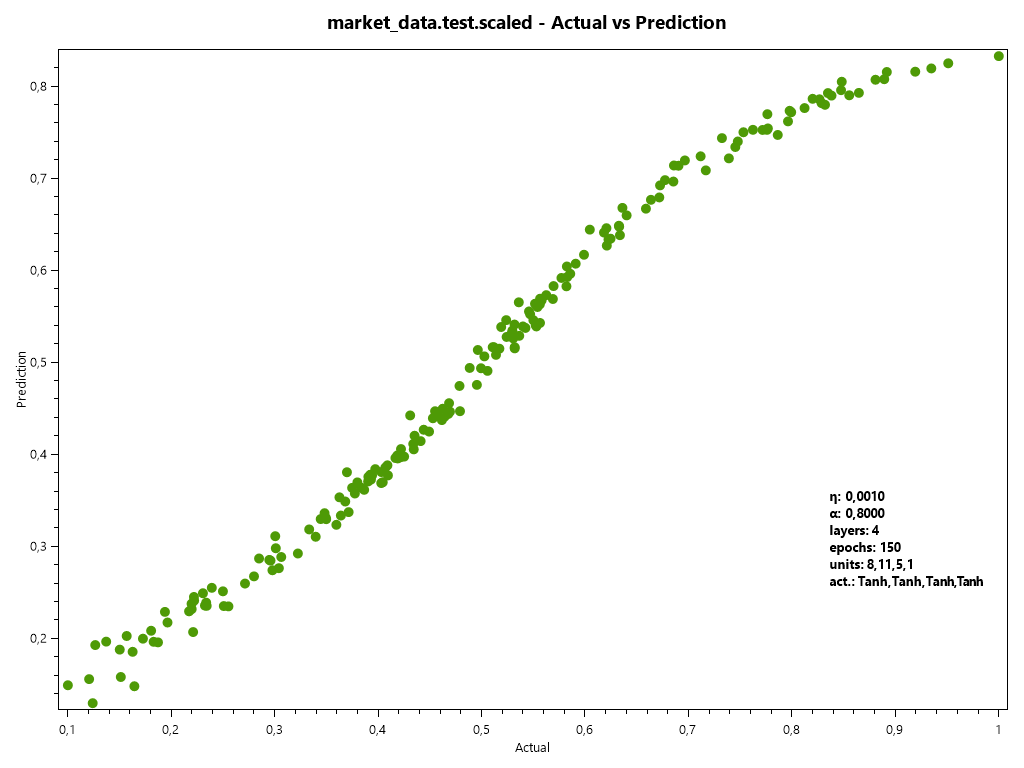 market_data.test.scaled - Actual vs Prediction
0,8
0,7
0,6
0,5
0,4
0,3
0,2
Prediction
η: 0,0010
α: 0,8000
layers: 4
epochs: 150
units: 8,11,5,1
act.: Tanh,Tanh,Tanh,Tanh
0,1 0,2 0,3 0,4 0,5 0,6 0,7 0,8 0,9 1
Actual